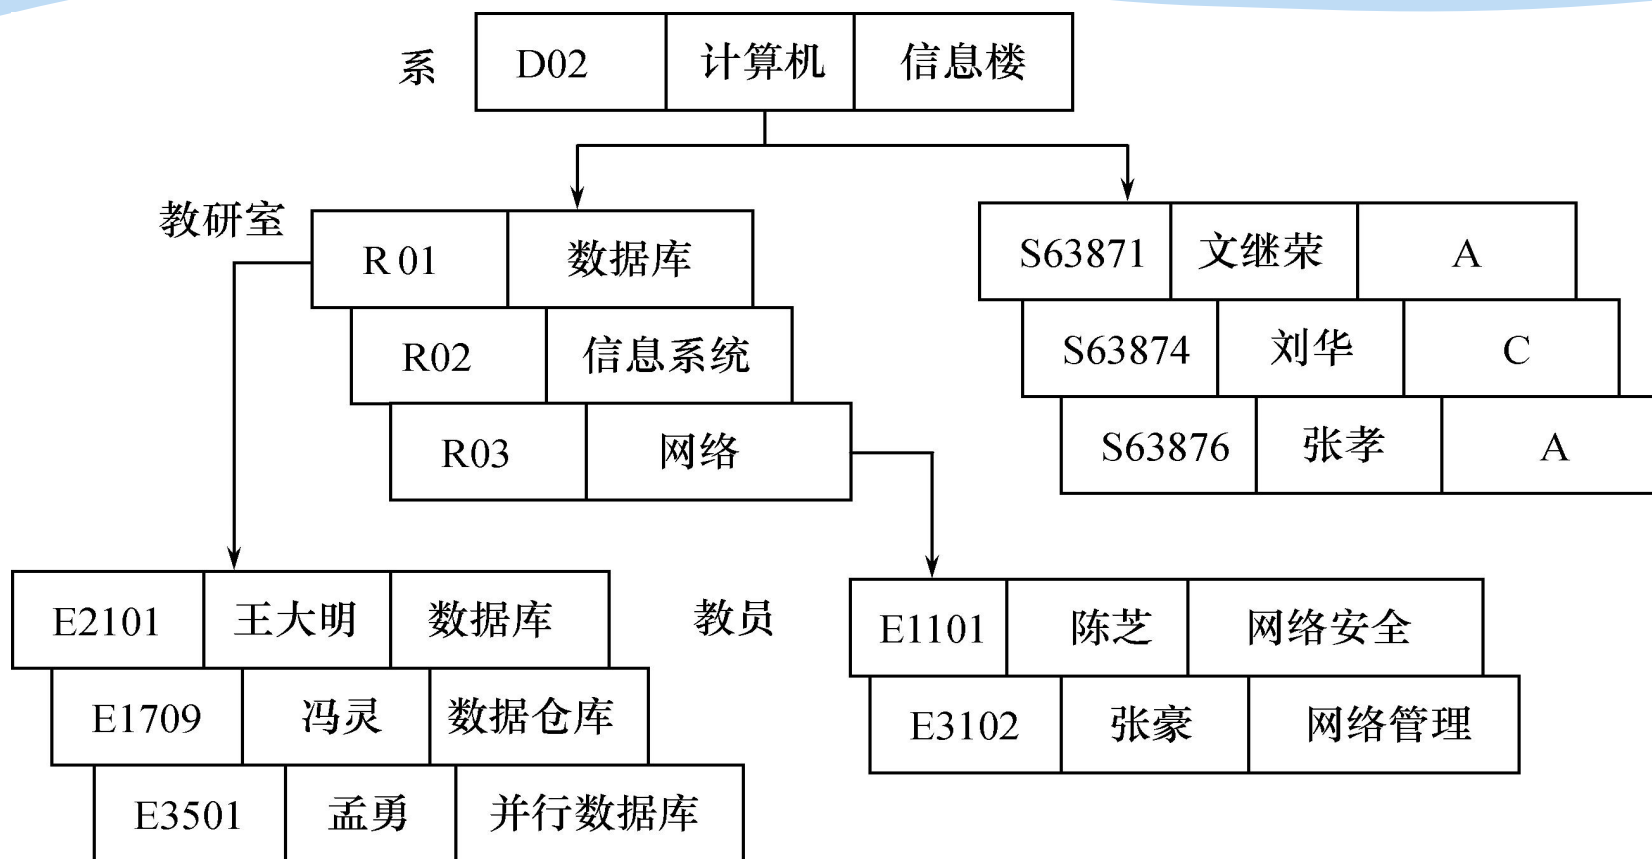 系 D02 计算机 信息楼
教研室
R 01 数据库
R02 信息系统
R03 网络
S63871 文继荣 A
S63874 刘华 C
S63876 张孝 A
E2101 王大明 数据库
E1709 冯灵 数据仓库
E3501 孟勇 并行数据库
教员
E1101 陈芝 网络安全
E3102 张豪 网络管理